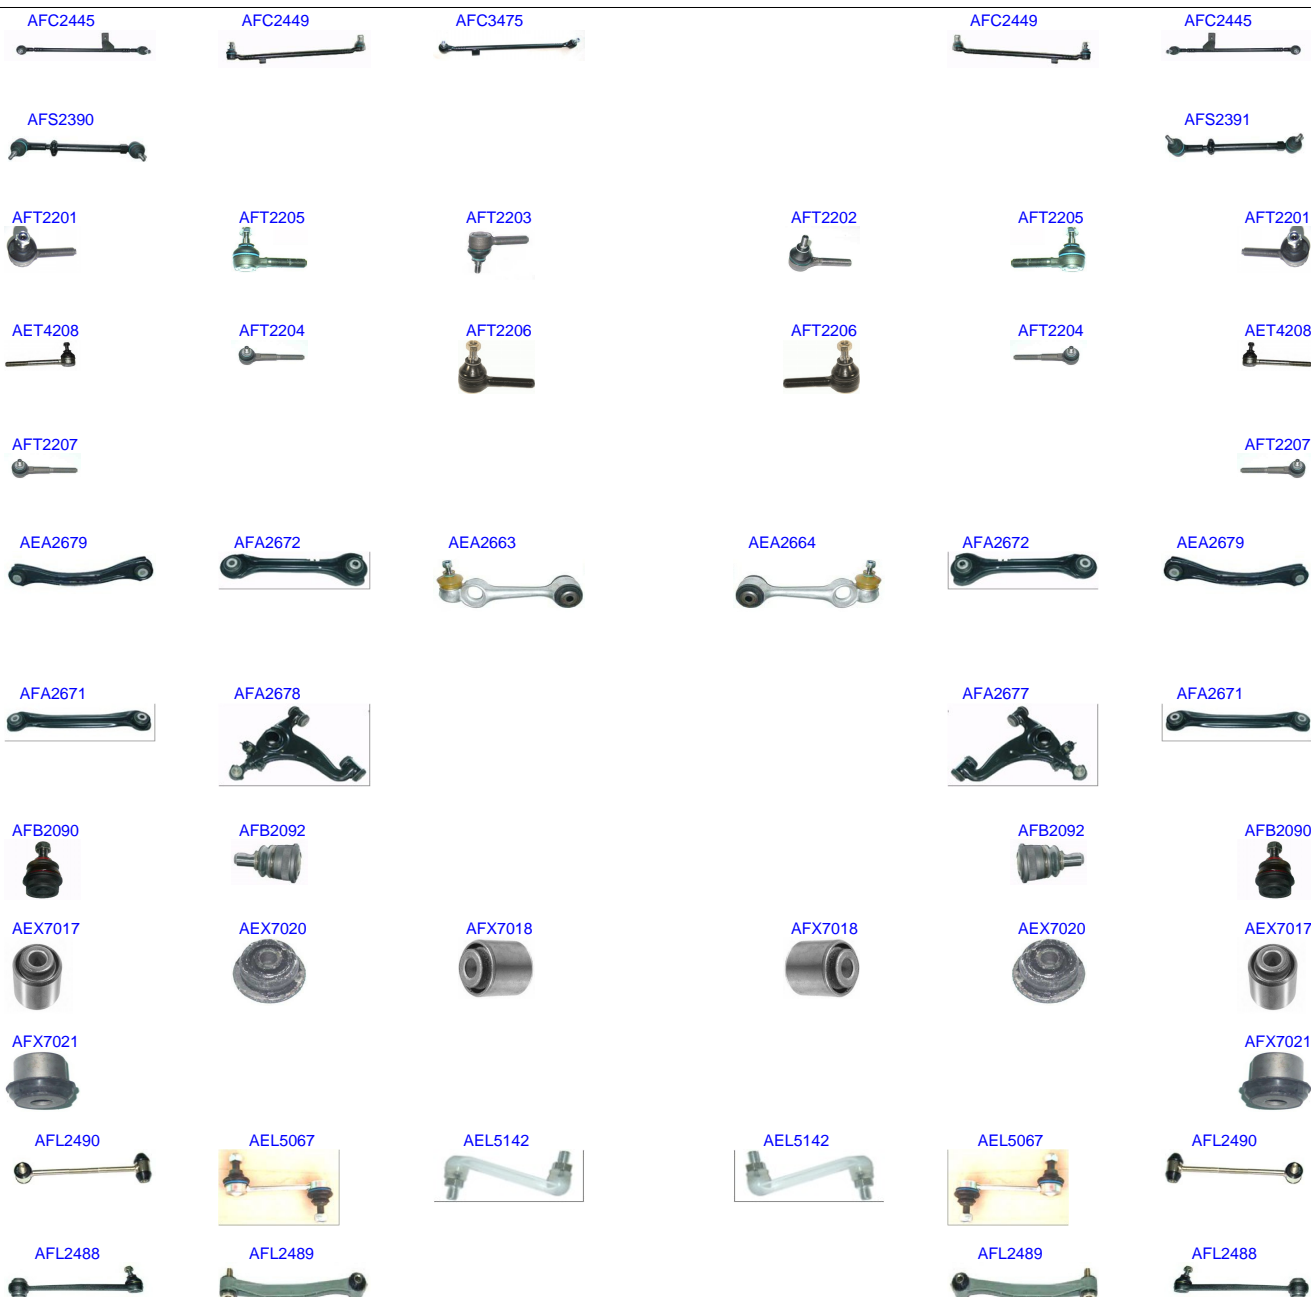 AFC2445 AFC2449 AFC3475 AFC2449 AFC2445
AFS2390 AFS2391
AFT2201 AFT2205 AFT2203 AFT2202 AFT2205 AFT2201
AET4208 AFT2204 AFT2206 AFT2206 AFT2204 AET4208
AFT2207 AFT2207
AEA2679 AFA2672 AEA2663 AEA2664 AFA2672 AEA2679
AFA2671 AFA2678 AFA2677 AFA2671
AFB2090 AFB2092 AFB2092 AFB2090
AEX7017 AEX7020 AFX7018 AFX7018 AEX7020 AEX7017
AFX7021 AFX7021
AFL2490 AEL5067 AEL5142 AEL5142 AEL5067 AFL2490
AFL2488 AFL2489 AFL2489 AFL2488